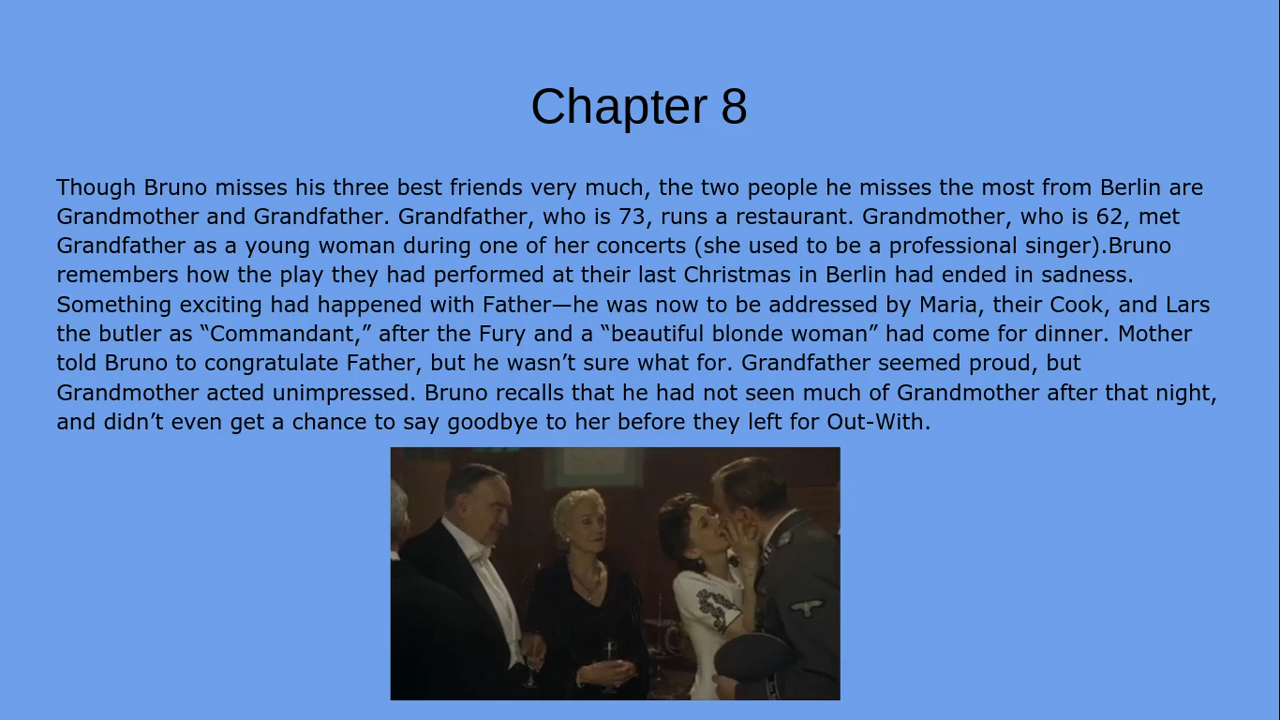 Chapter 8
Though Bruno misses his three best friends very much, the two people he misses the most from Berlin are
Grandmother and Grandfather. Grandfather, who is 73, runs a restaurant. Grandmother, who is 62, met
Grandfather as a young woman during one of her concerts (she used to be a professional singer).Bruno
remembers how the play they had performed at their last Christmas in Berlin had ended in sadness.
Something exciting had happened with Father—he was now to be addressed by Maria, their Cook, and Lars
the butler as “Commandant,” after the Fury and a “beautiful blonde woman” had come for dinner. Mother
told Bruno to congratulate Father, but he wasn’t sure what for. Grandfather seemed proud, but
Grandmother acted unimpressed. Bruno recalls that he had not seen much of Grandmother after that night,
and didn’t even get a chance to say goodbye to her before they left for Out-With.